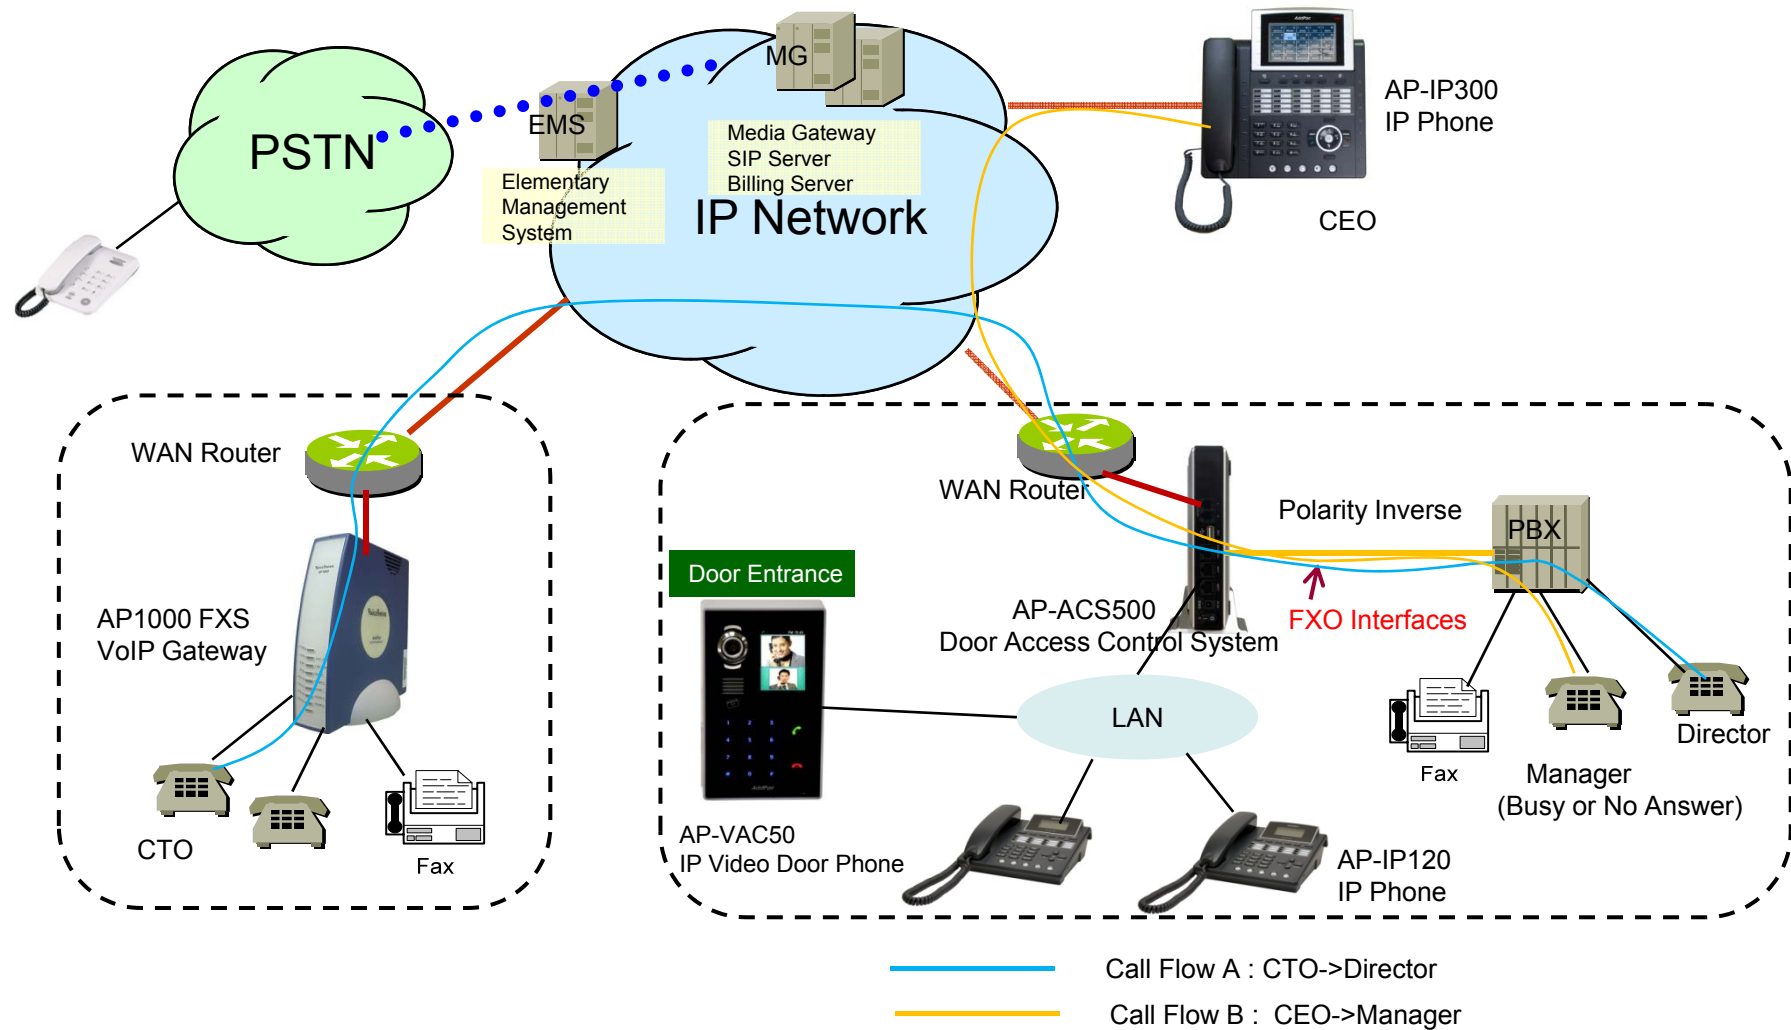 MG
EMS
PSTN
Media Gateway
SIP Server
Billing Server
Elementary
Management
System
IP Network
AddPac
AP-IP300
IP Phone
CEO
WAN Router
WAN Router
Polarity Inverse
PBX
Door Entrance
AP1000 FXS
VoIP Gateway
AP-ACS500
Door Access Control System
FXO Interfaces
LAN
Director
Fax
Manager
(Busy or No Answer)
CTO
Fax
AP-VAC50
IP Video Door Phone
AP-IP120
IP Phone
Call Flow A : CTO->Director
Call Flow B :  CEO->Manager